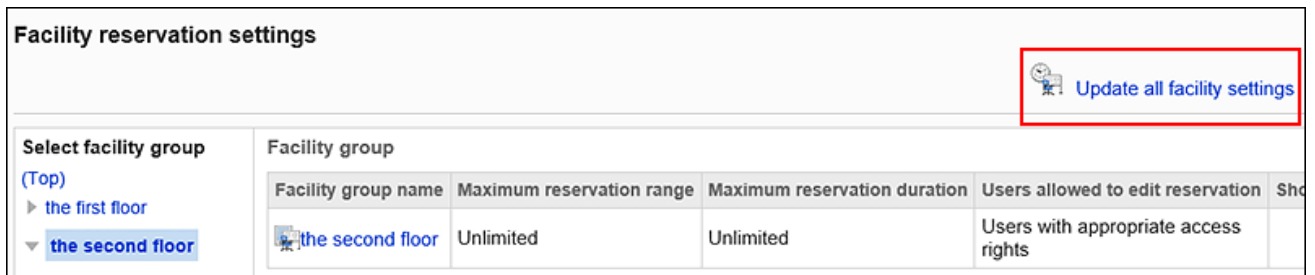 Facility reservation settings
Update all facility settings
Select facility group
(Top)
the first floor
the second floor
Facility group
Facility group name Maximum reservation range Maximum reservation duration Users allowed to edit reservation Sho
the second floor Unlimited Unlimited Users with appropriate access
rights